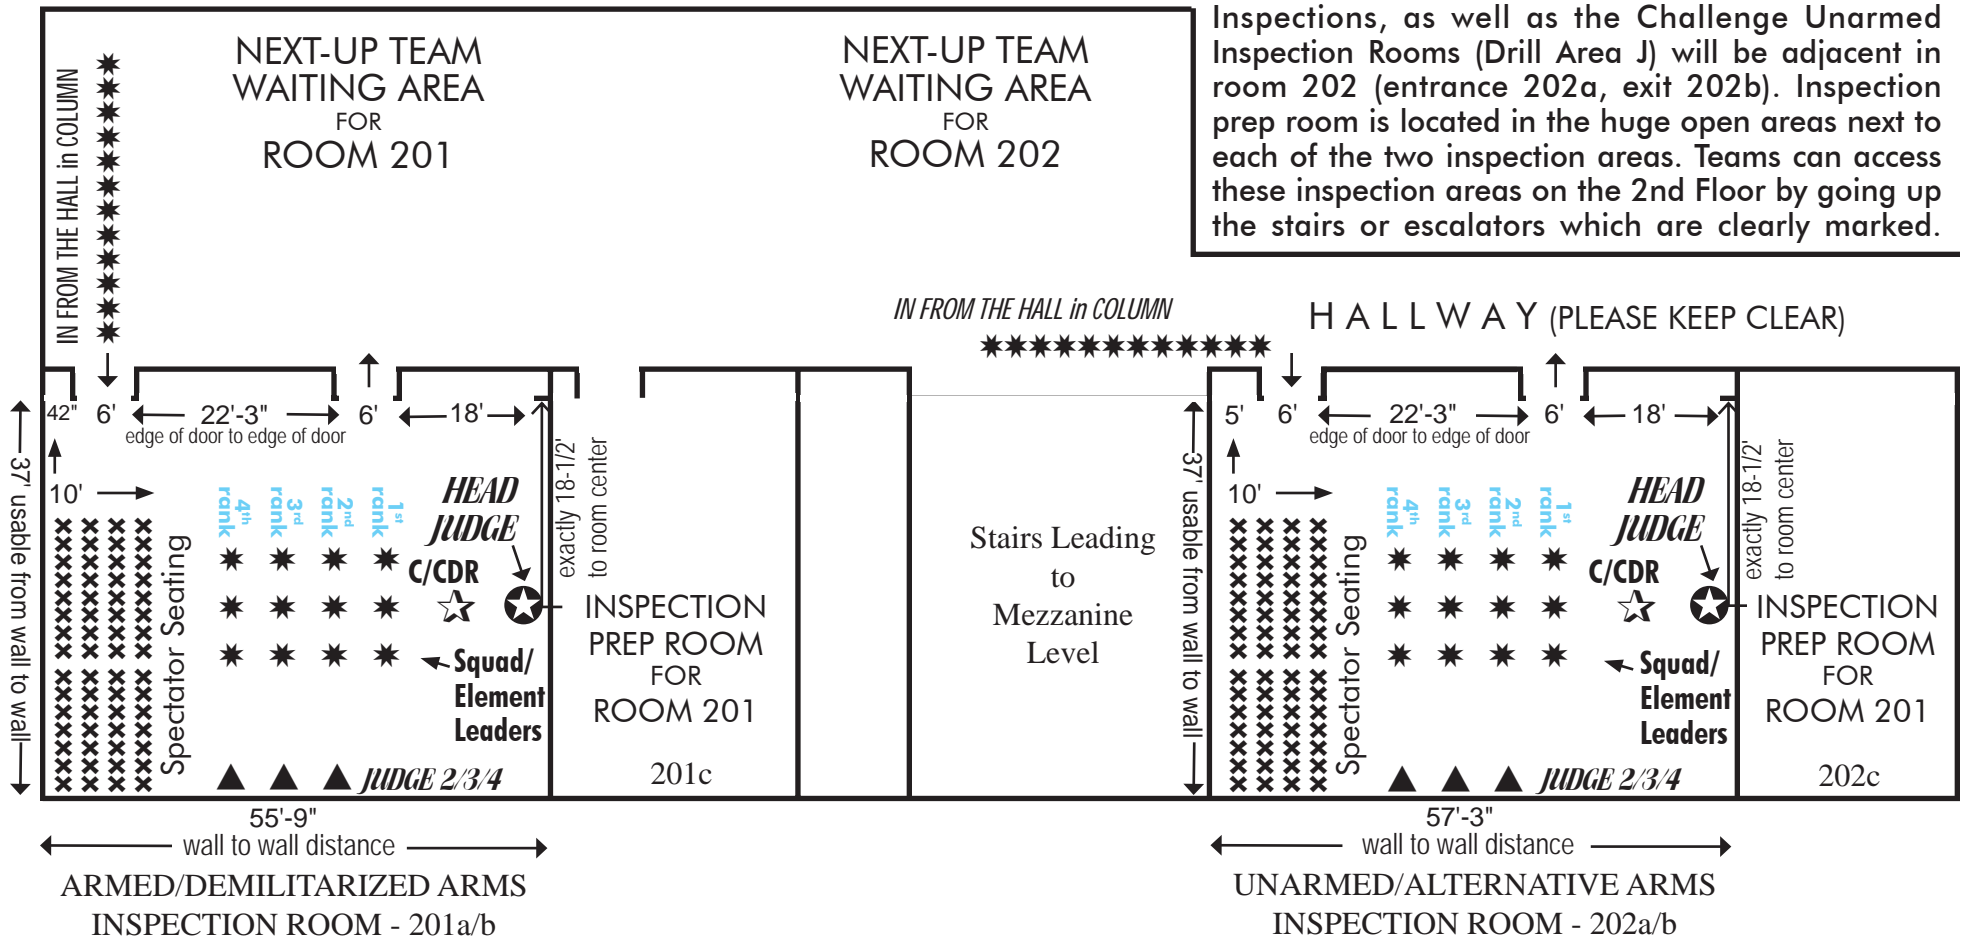 Inspections, as well as the Challenge Unarmed
Inspection Rooms (Drill Area J) will be adjacent in
room 202 (entrance 202a, exit 202b). Inspection
prep room is located in the huge open areas next to
each of the two inspection areas. Teams can access
these inspection areas on the 2nd Floor by going up
the stairs or escalators which are clearly marked.
NEXT-UP TEAM
WAITING AREA
FOR
ROOM 201
NEXT-UP TEAM
WAITING AREA
FOR
ROOM 202
IN FROM THE HALL in COLUMN
IN FROM THE HALL in COLUMN
H A L L W A Y (PLEASE KEEP CLEAR)
42" 6' 22'-3" 6' 18'
edge of door to edge of door
10'
37' usable from wall to wall
4th rank
3rd rank
2nd rank
1st rank
HEAD
JUDGE
C/CDR
exactly 18-1/2'
to room center
Spectator Seating
Squad/
Element
Leaders
JUDGE 2/3/4
INSPECTION
PREP ROOM
FOR
ROOM 201
201c
Stairs Leading
to
Mezzanine
Level
37' usable from wall to wall
5' 6' 22'-3" 6' 18'
edge of door to edge of door
10'
4th rank
3rd rank
2nd rank
1st rank
HEAD
JUDGE
C/CDR
exactly 18-1/2'
to room center
Spectator Seating
Squad/
Element
Leaders
JUDGE 2/3/4
INSPECTION
PREP ROOM
FOR
ROOM 201
202c
55'-9"
wall to wall distance
ARMED/DEMILITARIZED ARMS
INSPECTION ROOM - 201a/b
57'-3"
wall to wall distance
UNARMED/ALTERNATIVE ARMS
INSPECTION ROOM - 202a/b